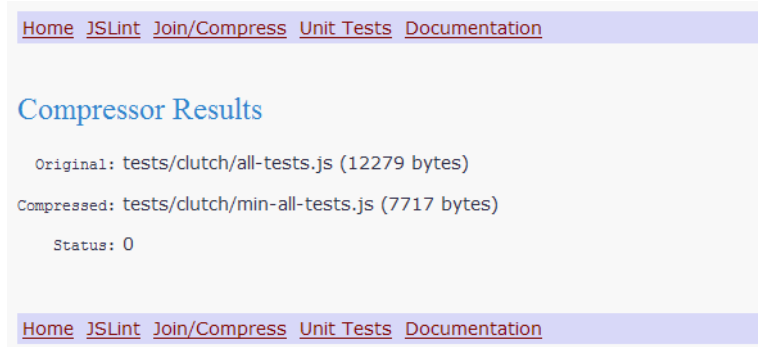 Home JSLint Join/Compress Unit Tests Documentation
Compressor Results
Original: tests/clutch/all-tests.js (12279 bytes)
Compressed: tests/clutch/min-all-tests.js (7717 bytes)
Status: 0
Home JSLint Join/Compress Unit Tests Documentation